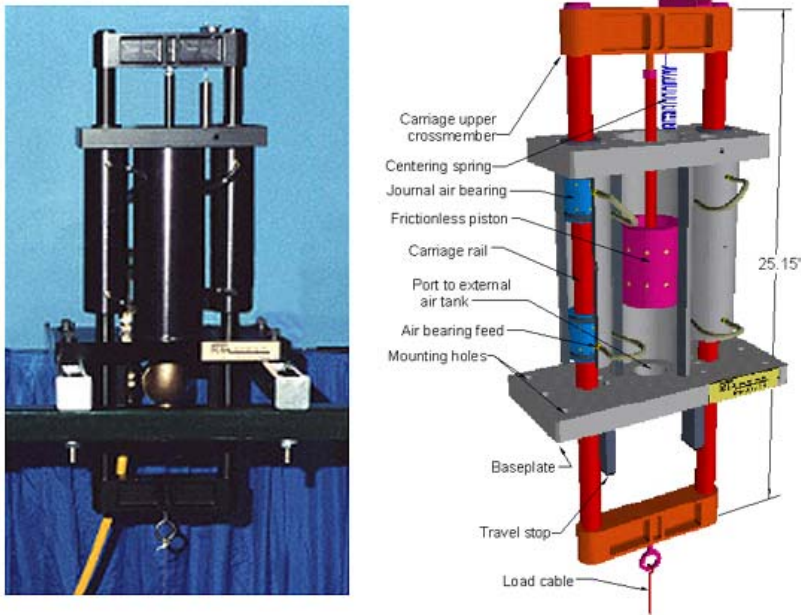 Carriage upper
crossmember
Centering spring
Journal air bearing
Frictionless piston
Carriage rail
Port to external
air tank
Air bearing feed
Mounting holes
25.15"
Baseplate
Travel stop
Load cable